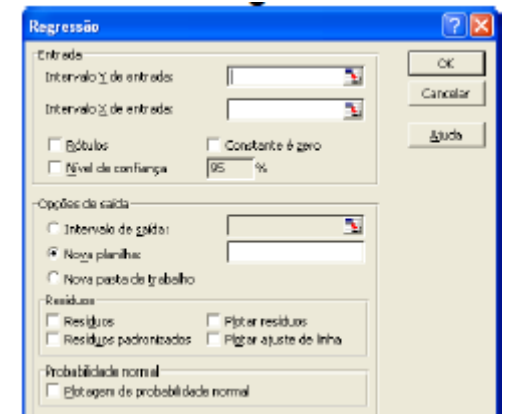 Regressão
Entrada
Intervalo Y de entrada:
Intervalo X de entrada:
Rótulos
Constante é zero
Nível de confiança
95 %
OK
Cancelar
Ajuda
Opções de saída
Intervalo de saída:
Nova planilha:
Nova pasta de trabalho
Resíduos
Resíduos
Plotar resíduos
Resíduos padronizados
Plotar ajuste de linha
Probabilidade normal
Plotagem de probabilidade normal